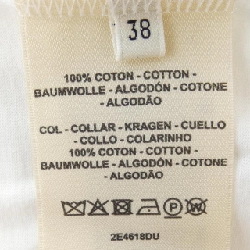 38
100% COTON - COTTON -
BAUMWOLLE - ALGODÓN - COTONE
- ALGODÃO
COL - COLLAR - KRAGEN - CUELLO
- COLLO - COLARINHO
100% COTON - COTTON -
BAUMWOLLE - ALGODÓN - COTONE
- ALGODÃO
P
2E4618DU